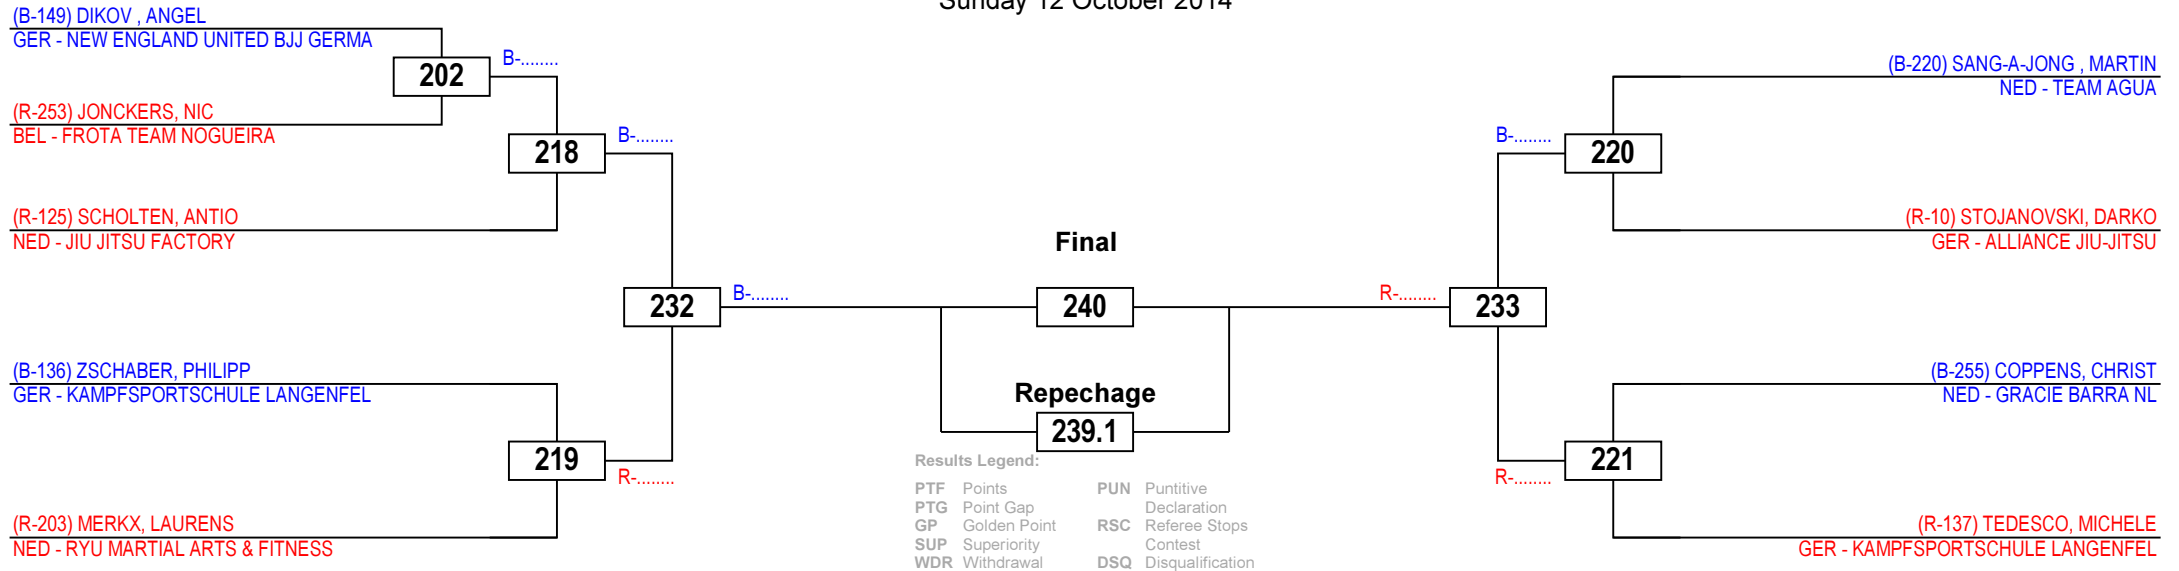 Sunday 12 October 2014
(B-149) DIKOV , ANGEL
GER - NEW ENGLAND UNITED BJJ GERMA
202
B-........
(R-253) JONCKERS, NIC
BEL - FROTA TEAM NOGUEIRA
218
B-........
(R-125) SCHOLTEN, ANTIO
NED - JIU JITSU FACTORY
232
B-........
(B-136) ZSCHABER, PHILIPP
GER - KAMPFSPORTSCHULE LANGENFEL
219
R-........
(R-203) MERKX, LAURENS
NED - RYU MARTIAL ARTS & FITNESS
Final
240
Repechage
239.1
Results Legend:
PTF Points
PTG Point Gap
GP Golden Point
SUP Superiority
WDR Withdrawal
PUN Puntitive
Declaration
RSC Referee Stops
Contest
DSQ Disqualification
(B-220) SANG-A-JONG , MARTIN
NED - TEAM AGUA
B-........
220
(R-10) STOJANOVSKI, DARKO
GER - ALLIANCE JIU-JITSU
R-........
233
(B-255) COPPENS, CHRIST
NED - GRACIE BARRA NL
R-........
221
(R-137) TEDESCO, MICHELE
GER - KAMPFSPORTSCHULE LANGENFEL